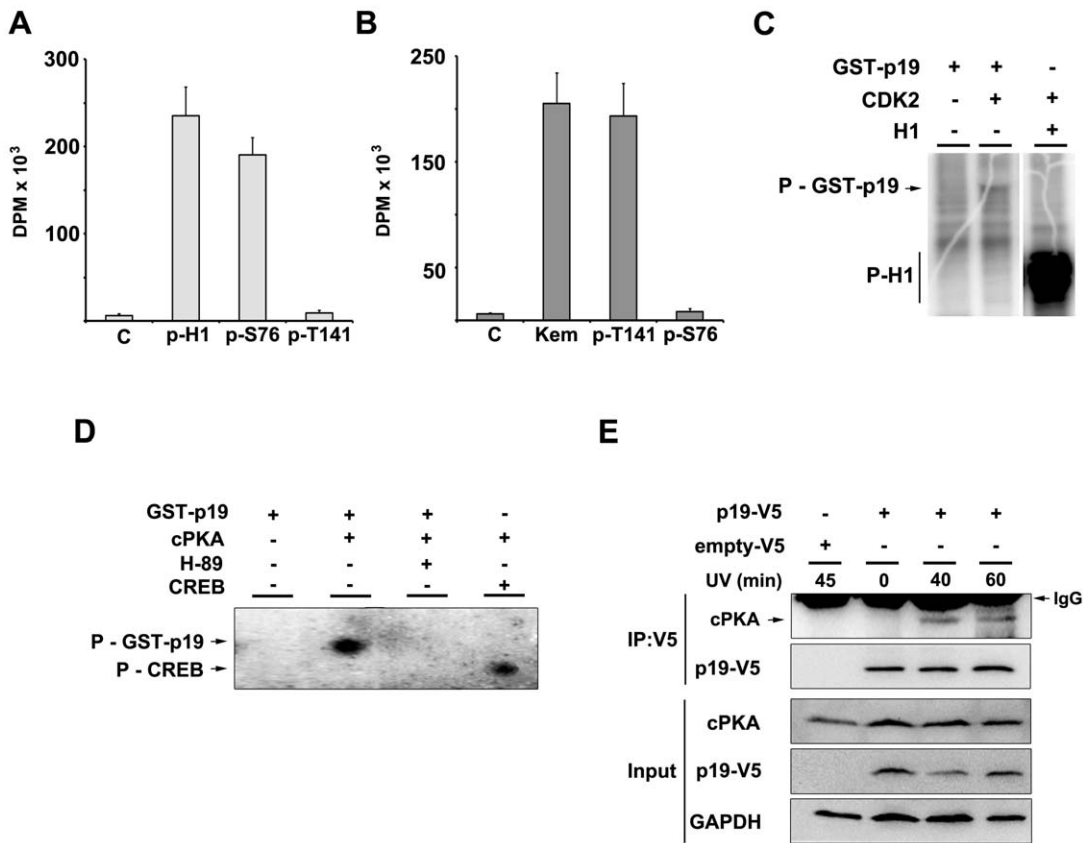 A
DPM x 10³
300
200
100
0
C p-H1 p-S76 p-T141
B
DPM x 10³
250
150
50
0
C Kem p-T141 p-S76
C
GST-p19 + + -
CDK2 - + +
H1 - - +
P - GST-p19
P-H1
D
GST-p19 + + + -
cPKA - + + +
H-89 - - + -
CREB - - - +
P - GST-p19
P - CREB
E
p19-V5 - + + +
empty-V5 + - - -
UV (min) 45 0 40 60
IgG
IP:V5
cPKA
p19-V5
Input
cPKA
p19-V5
GAPDH